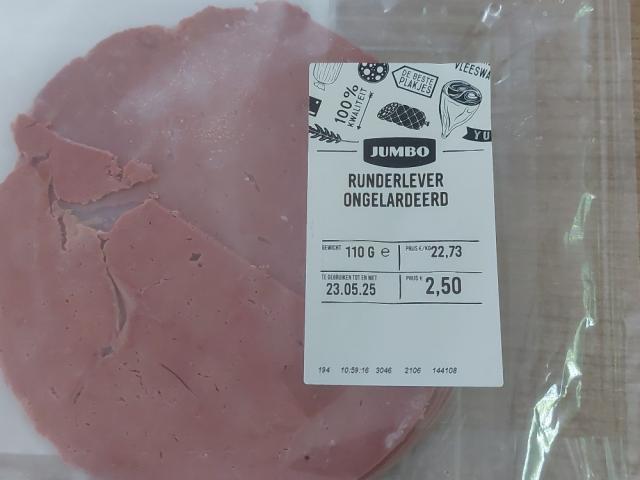 VLEESWA
DE BESTE
PLAKJES
100%
KWALITEIT
YU
JUMBO
RUNDERLEVER
ONGELARDEERD
GEWICHT 110 G e PRIJS €/KG 22,73
TE GEBRUIKEN TOT EN MET PRIJS €
23.05.25 2,50
194 10:59:16 3046 2106 144108